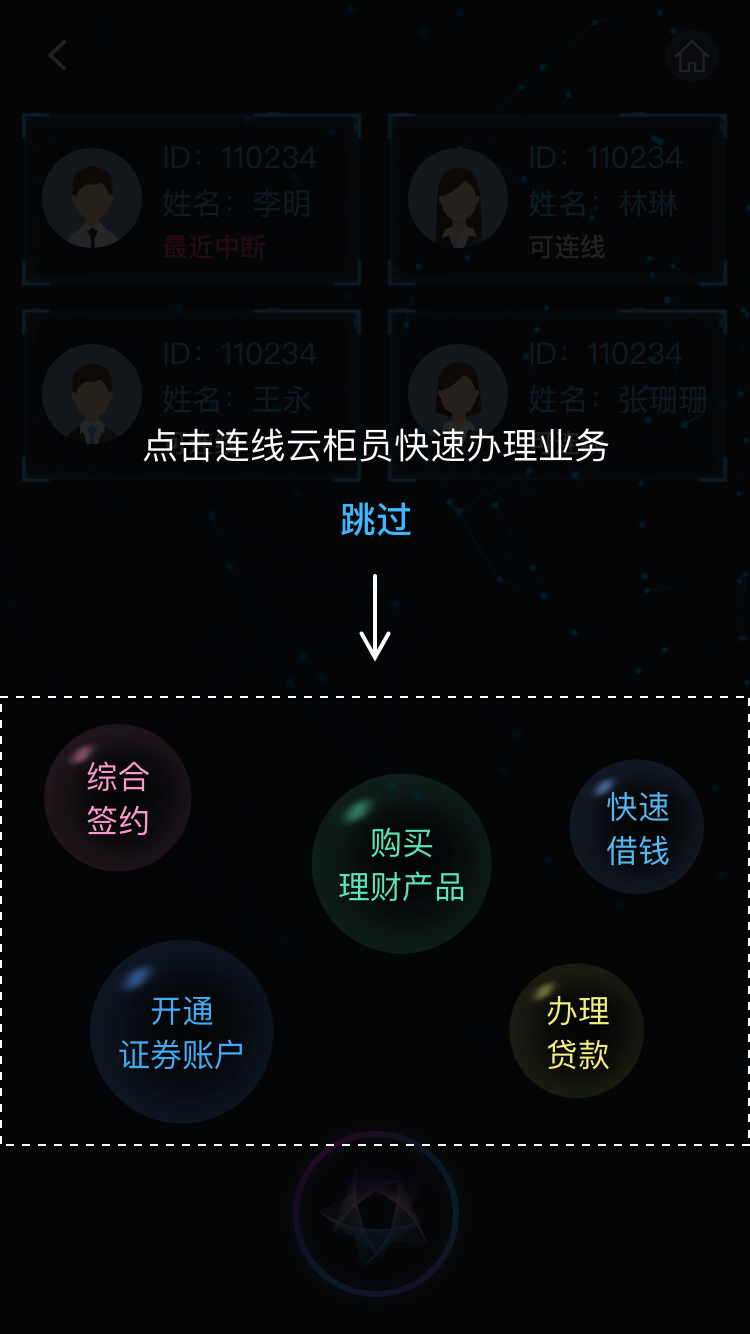 ID：110234
姓名：李明
最近中断
ID：110234
姓名：林琳
可连线
ID：110234
姓名：王永
ID：110234
姓名：张珊珊
点击连线云柜员快速办理业务
跳过
综合
签约
购买
理财产品
快速
借钱
开通
证券账户
办理
贷款